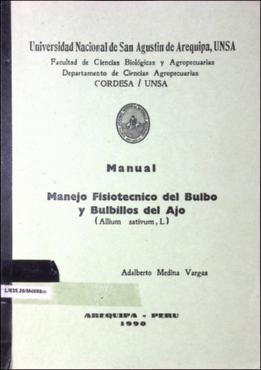 Universidad Nacional de San Agustin de Arequipa, UNSA
Facultad de Ciencias Biológicas y Agropecuarias
Departamento de Ciencias Agropecuarias
CORDESA / UNSA
Manual
Manejo Fisiotecnico del Bulbo
y Bulbillos del Ajo
(Allium sativum, L)
Adalberto Medina Vargas
AREQUIPA - PERU
1990